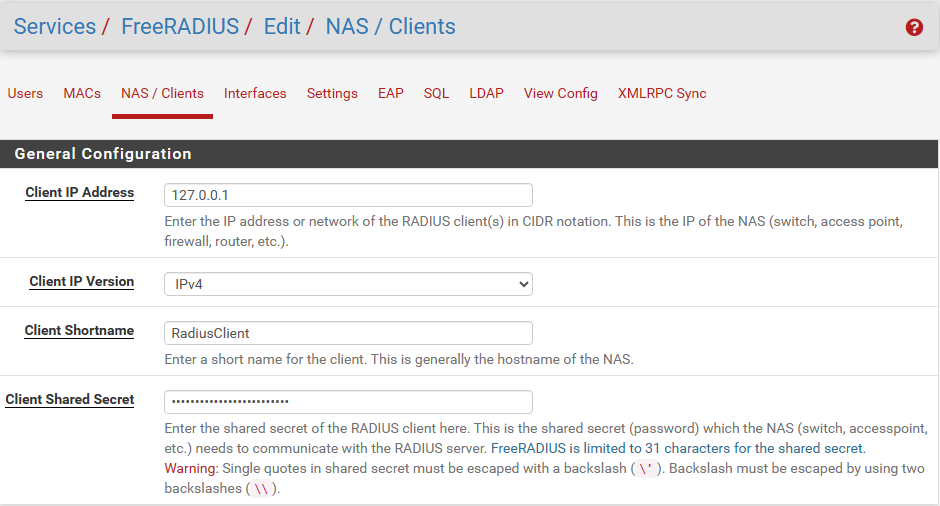 Services / FreeRADIUS / Edit / NAS / Clients
Users MACs NAS / Clients Interfaces Settings EAP SQL LDAP View Config XMLRPC Sync
General Configuration
Client IP Address 127.0.0.1
Enter the IP address or network of the RADIUS client(s) in CIDR notation. This is the IP of the NAS (switch, access point,
firewall, router, etc.).
Client IP Version IPv4
Client Shortname RadiusClient
Enter a short name for the client. This is generally the hostname of the NAS.
Client Shared Secret •••••••••••••••••••••••••
Enter the shared secret of the RADIUS client here. This is the shared secret (password) which the NAS (switch, accesspoint,
etc.) needs to communicate with the RADIUS server. FreeRADIUS is limited to 31 characters for the shared secret.
Warning: Single quotes in shared secret must be escaped with a backslash ( \' ). Backslash must be escaped by using two
backslashes ( \\ ).